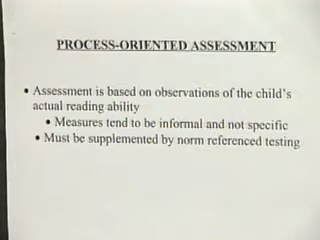 PROCESS-ORIENTED ASSESSMENT
• Assessment is based on observations of the child's
actual reading ability
• Measures tend to be informal and not specific
• Must be supplemented by norm referenced testing